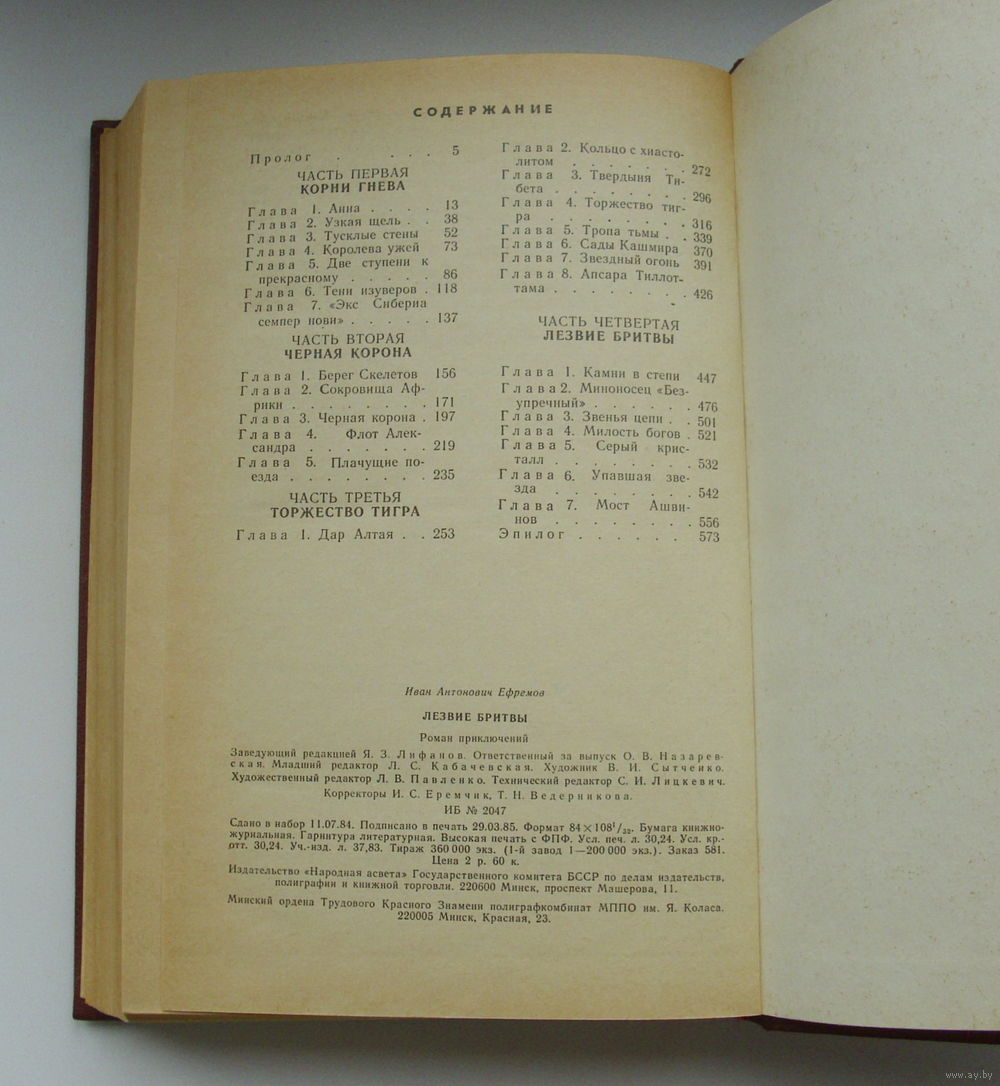 СОДЕРЖАНИЕ
Пролог . . . . 5
ЧАСТЬ ПЕРВАЯ
КОРНИ ГНЕВА
Глава 1. Анна . . . . 13
Глава 2. Узкая щель . . 38
Глава 3. Тусклые стены 52
Глава 4. Королева ужей 73
Глава 5. Две ступени к
прекрасному . . . . . 86
Глава 6. Тени изуверов . 118
Глава 7. «Экс Сибериа
семпер нови» . . . . . 137
ЧАСТЬ ВТОРАЯ
ЧЕРНАЯ КОРОНА
Глава 1. Берег Скелетов 156
Глава 2. Сокровища Аф-
рики . . . . . . . . 171
Глава 3. Черная корона . 197
Глава 4. Флот Алек-
сандра . . . . . . . 219
Глава 5. Плачущие по-
езда . . . . . . . . 235
ЧАСТЬ ТРЕТЬЯ
ТОРЖЕСТВО ТИГРА
Глава 1. Дар Алтая . . 253
Глава 2. Кольцо с хиасто-
литом . . . . . . . 272
Глава 3. Твердыня Ти-
бета . . . . . . . . 296
Глава 4. Торжество тиг-
ра . . . . . . . . 316
Глава 5. Тропа тьмы . . 339
Глава 6. Сады Кашмира 370
Глава 7. Звездный огонь 391
Глава 8. Апсара Тиллот-
тама . . . . . . . . 426
ЧАСТЬ ЧЕТВЕРТАЯ
ЛЕЗВИЕ БРИТВЫ
Глава 1. Камни в степи 447
Глава 2. Миноносец «Без-
упречный» . . . . . . 476
Глава 3. Звенья цепи . . 501
Глава 4. Милость богов . 521
Глава 5. Серый крис-
талл . . . . . . . . 532
Глава 6. Упавшая зве-
зда . . . . . . . . 542
Глава 7. Мост Ашви-
нов . . . . . . . . 556
Эпилог . . . . . . 573
Иван Антонович Ефремов
ЛЕЗВИЕ БРИТВЫ
Роман приключений
Заведующий редакцией Я. З. Лифанов. Ответственный за выпуск О. В. Назарев-
ская. Младший редактор Л. С. Кабачевская. Художник В. И. Сытченко.
Художественный редактор Л. В. Павленко. Технический редактор С. И. Лицкевич.
Корректоры И. С. Еремчик, Т. Н. Ведерникова.
ИБ № 2047
Сдано в набор 11.07.84. Подписано в печать 29.03.85. Формат 84×108¹/₃₂. Бумага книжно-
журнальная. Гарнитура литературная. Высокая печать с ФПФ. Усл. печ. л. 30,24. Усл. кр.-
отт. 30,24. Уч.-изд. л. 37,83. Тираж 360 000 экз. (1-й завод 1—200 000 экз.). Заказ 581.
Цена 2 р. 60 к.
Издательство «Народная асвета» Государственного комитета БССР по делам издательств,
полиграфии и книжной торговли. 220600 Минск, проспект Машерова, 11.
Минский ордена Трудового Красного Знамени полиграфкомбинат МППО им. Я. Коласа.
220005 Минск, Красная, 23.
www.ay.by